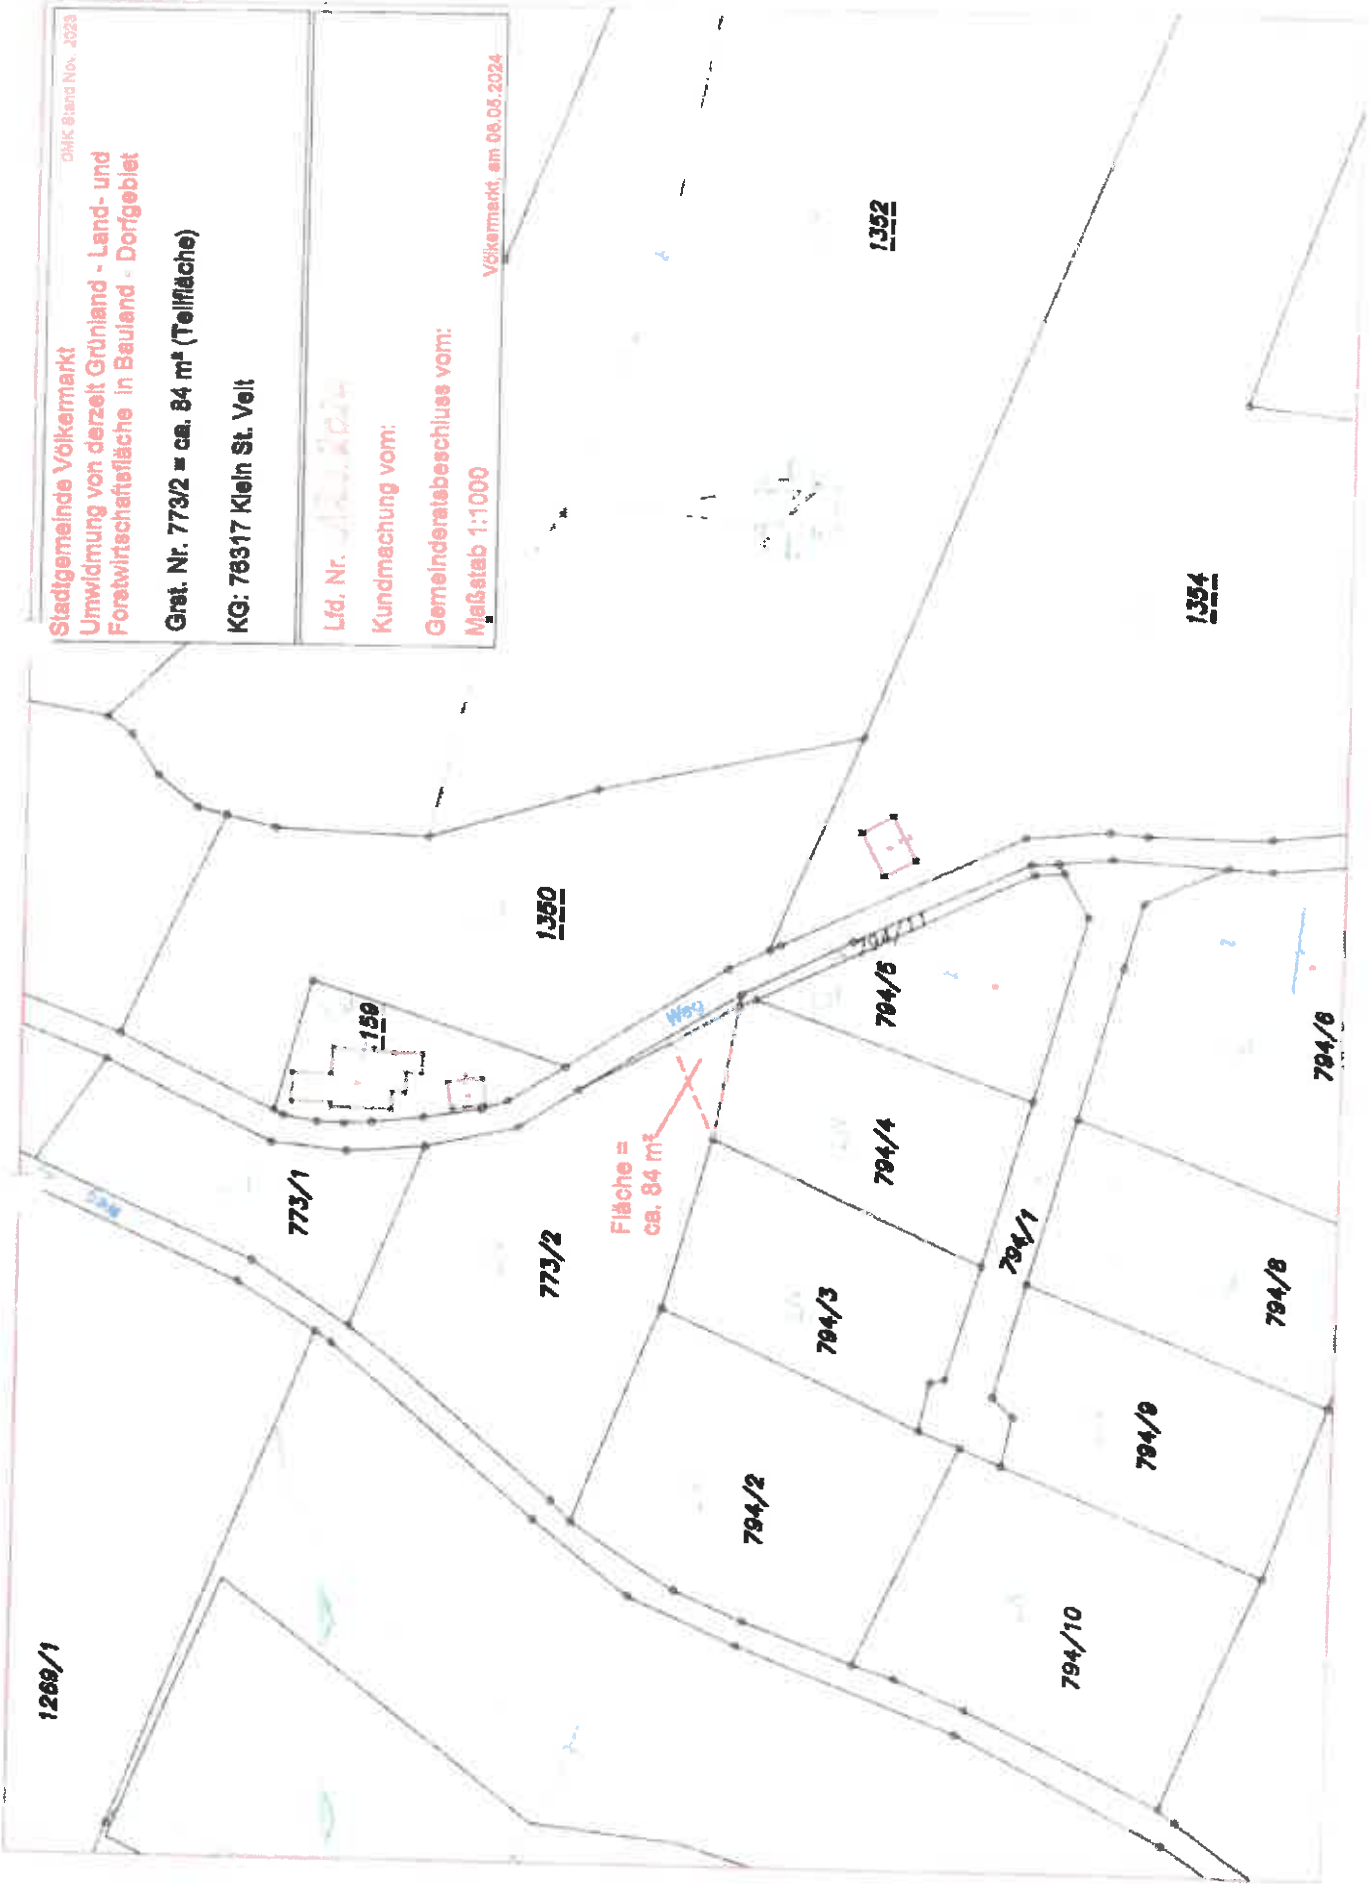 DMK Stand Nov. 2023
Stadtgemeinde Völkermarkt
Umwidmung von derzeit Grünland - Land- und
Forstwirtschaftsfläche in Bauland - Dorfgebiet
Grst. Nr. 773/2 = ca. 84 m² (Teilfläche)
KG: 76317 Klein St. Veit
Lfd. Nr.
Kundmachung vom:
Gemeinderatsbeschluss vom:
Maßstab 1:1000
Völkermarkt, am 06.05.2024
1269/1
Weg
773/1
159
1350
773/2
Fläche =
ca. 84 m²
Weg
794/2
794/3
794/4
794/5
794/11
1352
794/1
794/10
794/9
794/8
794/6
1354